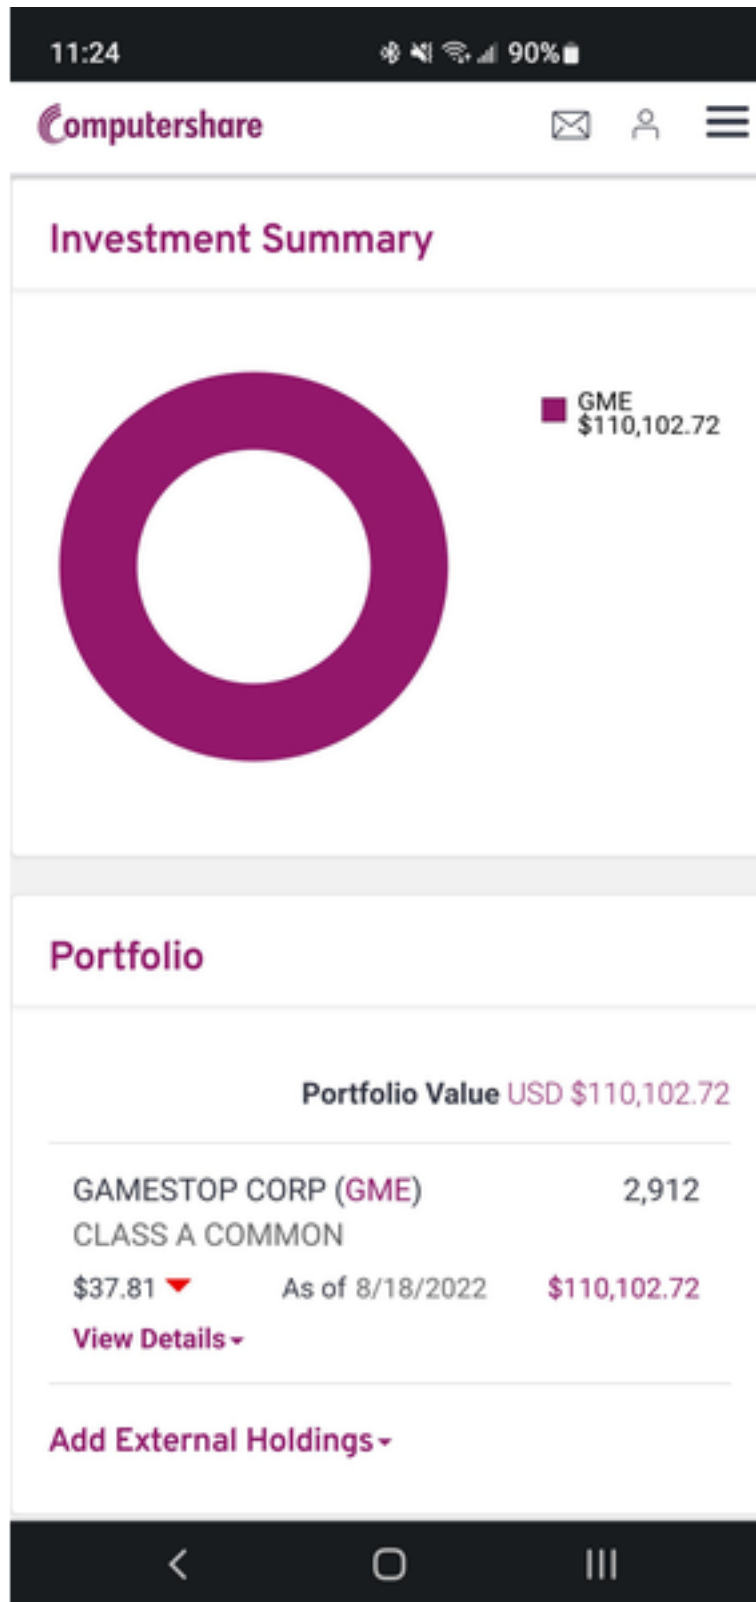 11:24 90%
Computershare
Investment Summary
GME
$110,102.72
Portfolio
Portfolio Value USD $110,102.72
GAMESTOP CORP (GME) 2,912
CLASS A COMMON
$37.81 As of 8/18/2022 $110,102.72
View Details
Add External Holdings